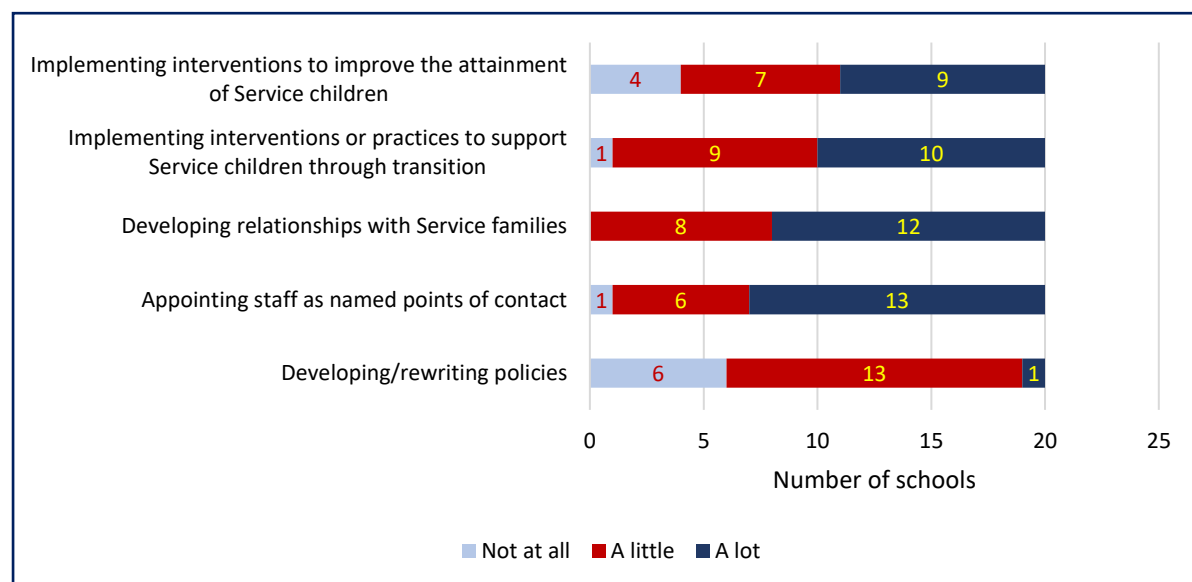 Implementing interventions to improve the attainment
of Service children
4 7 9
Implementing interventions or practices to support
Service children through transition
1 9 10
Developing relationships with Service families
8 12
Appointing staff as named points of contact
1 6 13
Developing/rewriting policies
6 13 1
0 5 10 15 20 25
Number of schools
Not at all A little A lot